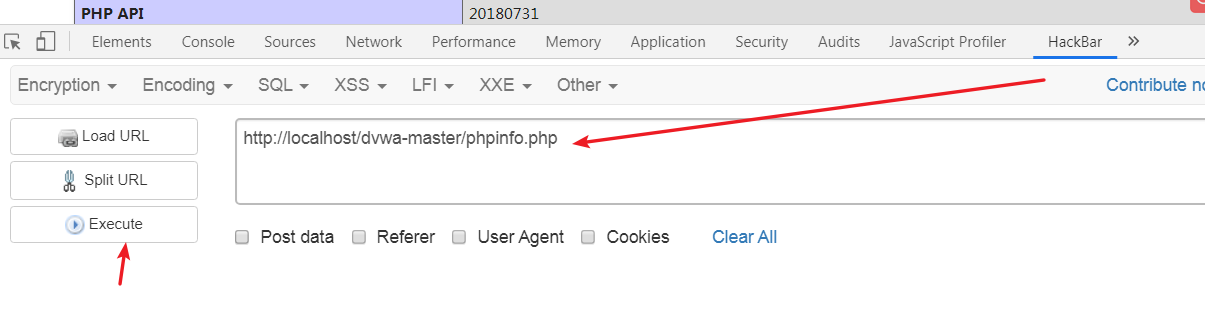 PHP API 20180731
Elements Console Sources Network Performance Memory Application Security Audits JavaScript Profiler HackBar »
Encryption Encoding SQL XSS LFI XXE Other Contribute no
Load URL
http://localhost/dvwa-master/phpinfo.php
Split URL
Execute
Post data Referer User Agent Cookies Clear All